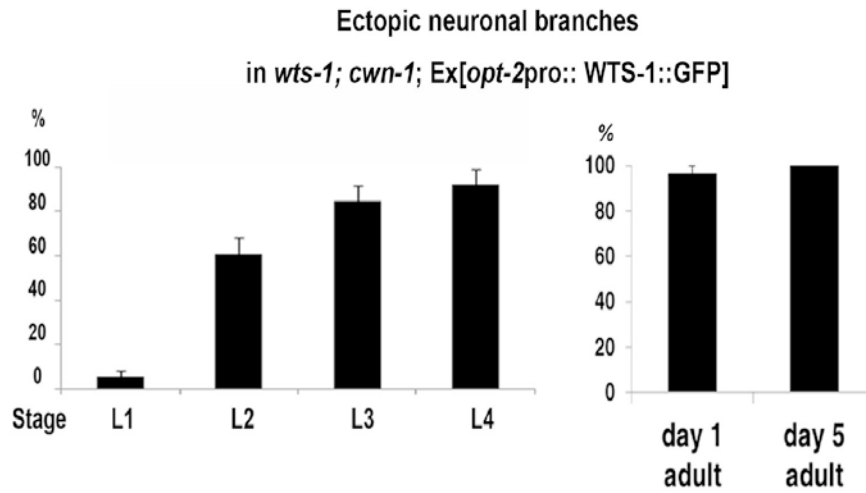 Ectopic neuronal branches
in wts-1; cwn-1; Ex[opt-2pro:: WTS-1::GFP]
%
100
80
60
40
20
0
Stage L1 L2 L3 L4
%
100
80
60
40
20
0
day 1 adult
day 5 adult